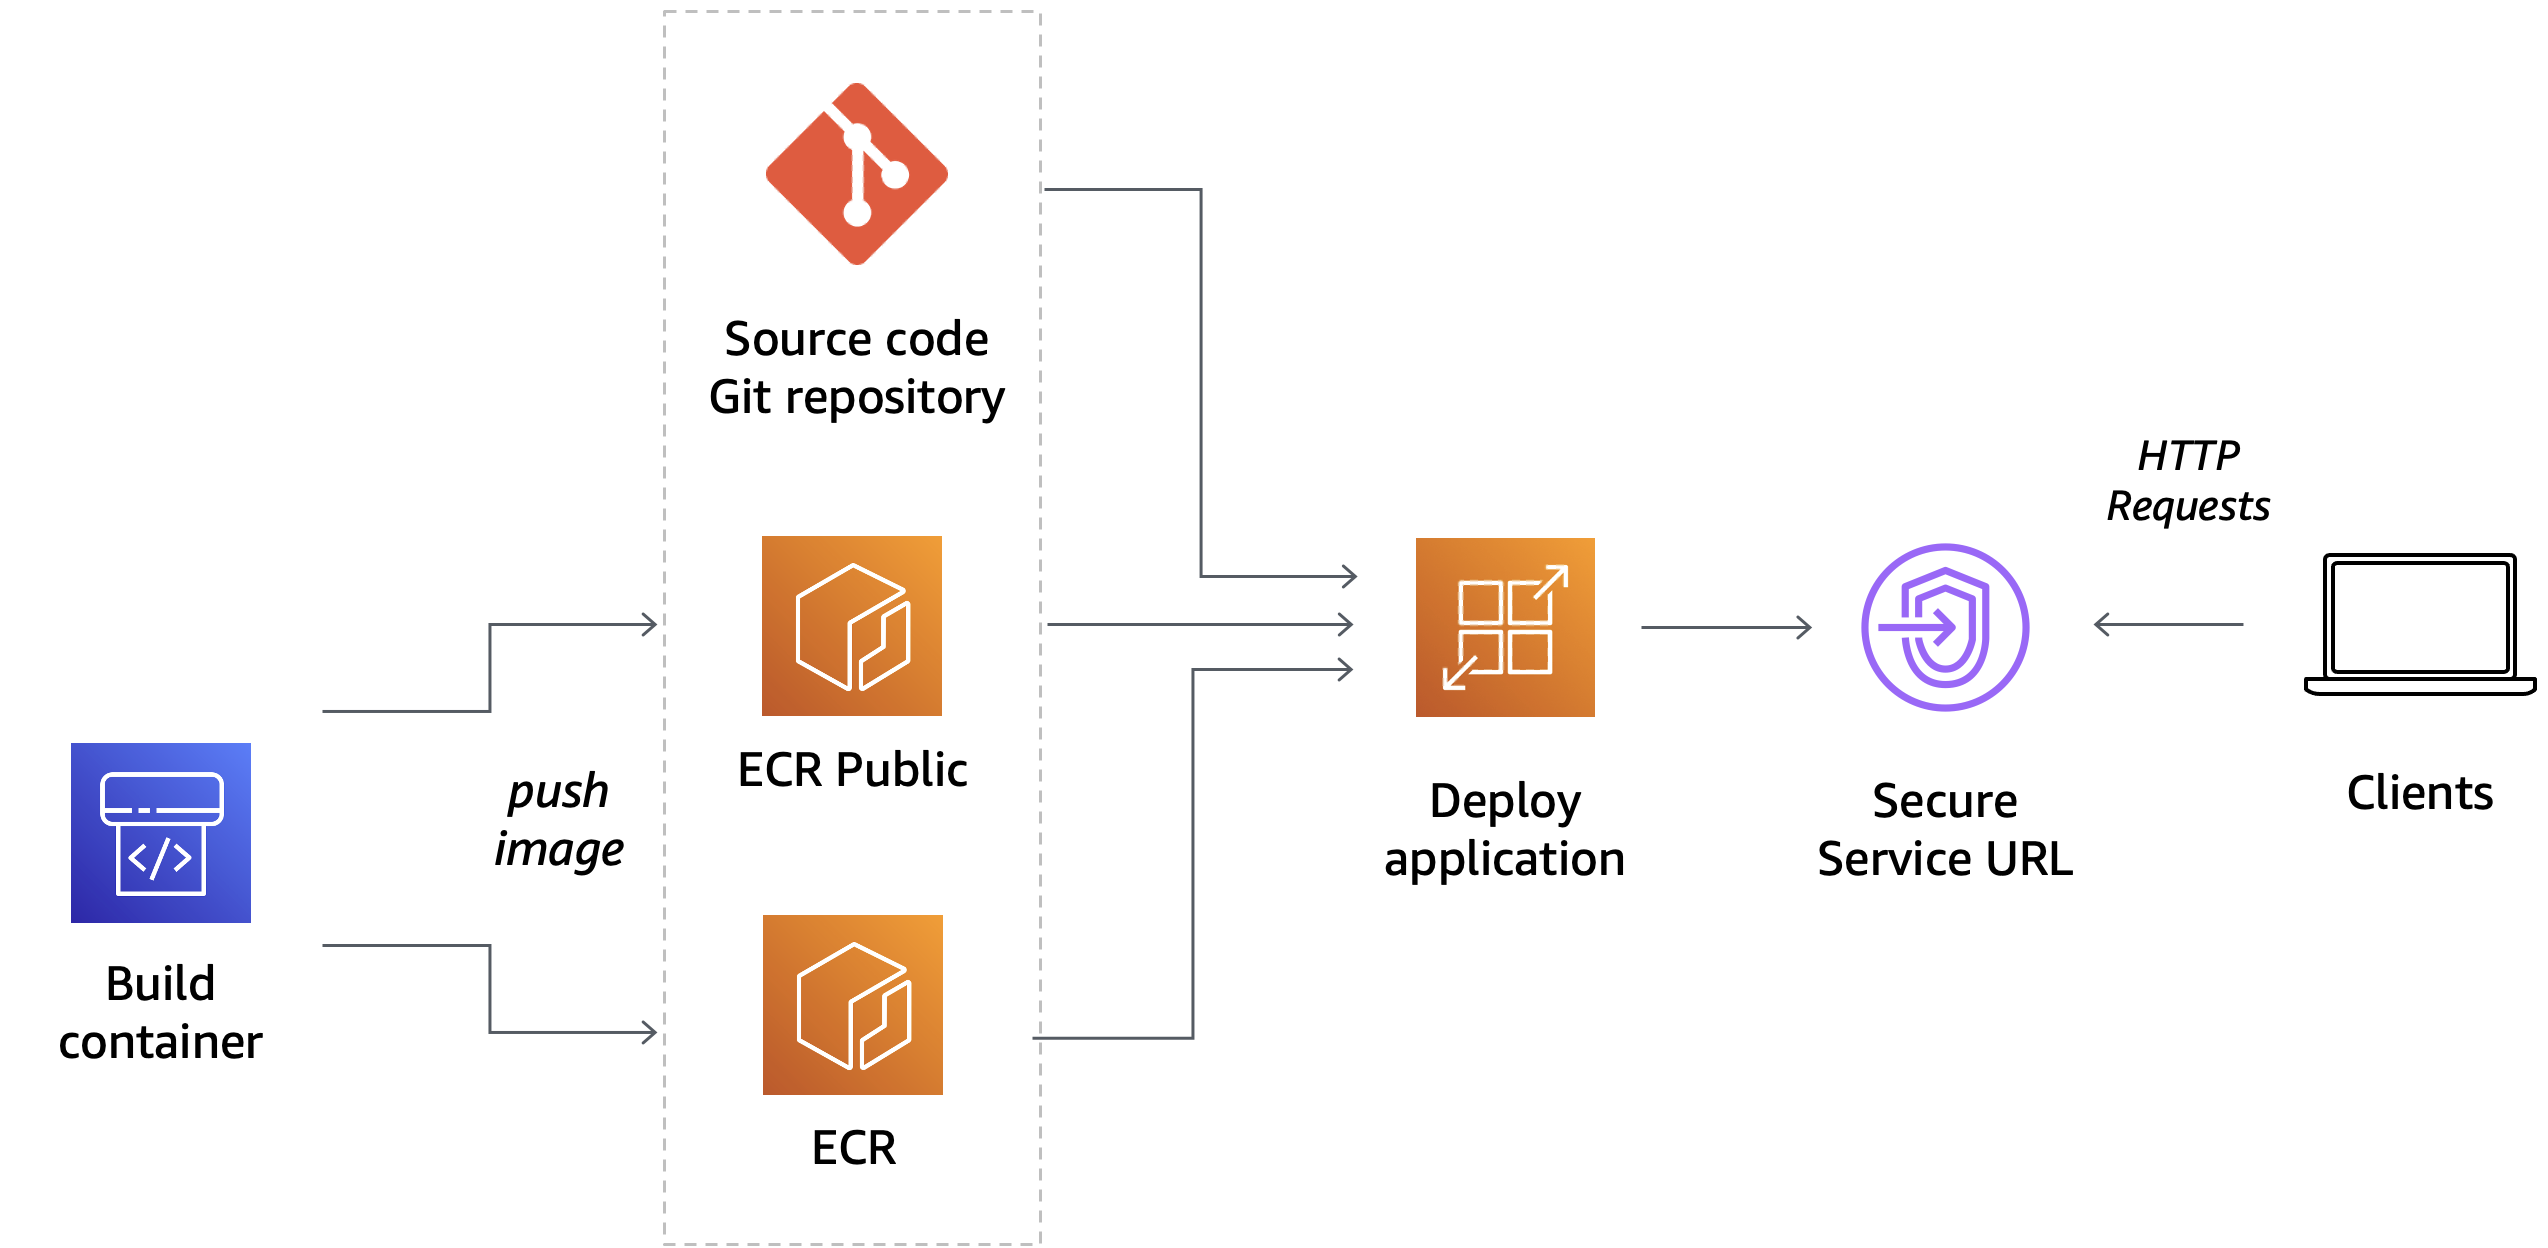 Source code
Git repository
ECR Public
ECR
Build
container
push
image
Deploy
application
Secure
Service URL
HTTP
Requests
Clients